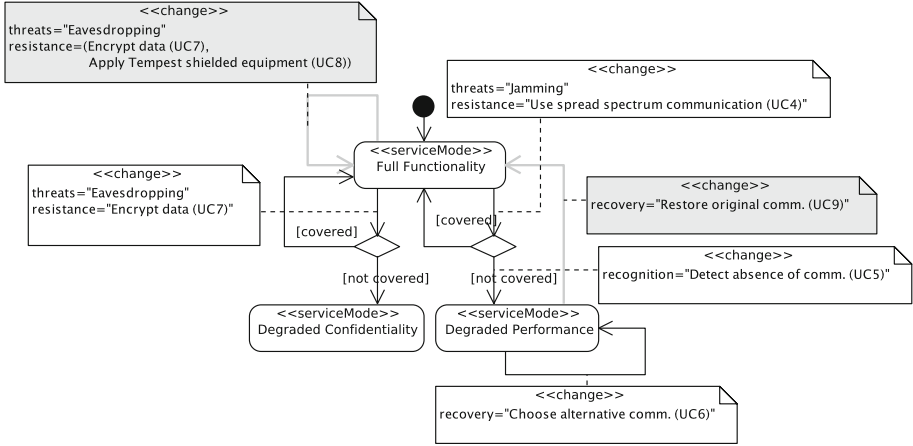 <<change>>
threats="Eavesdropping"
resistance=(Encrypt data (UC7),
Apply Tempest shielded equipment (UC8))
<<change>>
threats="Jamming"
resistance="Use spread spectrum communication (UC4)"
<<serviceMode>>
Full Functionality
<<change>>
threats="Eavesdropping"
resistance="Encrypt data (UC7)"
<<change>>
recovery="Restore original comm. (UC9)"
[covered]
[covered]
<<change>>
recognition="Detect absence of comm. (UC5)"
[not covered]
[not covered]
<<serviceMode>>
Degraded Confidentiality
<<serviceMode>>
Degraded Performance
<<change>>
recovery="Choose alternative comm. (UC6)"